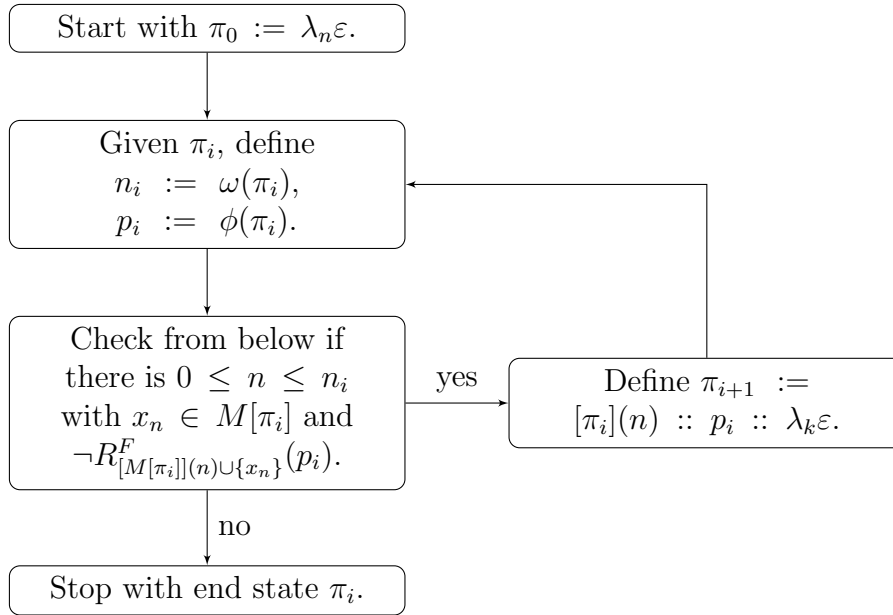 Start with π₀ := λₙε.
Given πᵢ, define
nᵢ := ω(πᵢ),
pᵢ := ϕ(πᵢ).
Check from below if
there is 0 ≤ n ≤ nᵢ
with xₙ ∈ M[πᵢ] and
¬R^F_{[M[πᵢ]](n)∪{xₙ}}(pᵢ).
yes
Define πᵢ₊₁ :=
[πᵢ](n) :: pᵢ :: λₖε.
no
Stop with end state πᵢ.